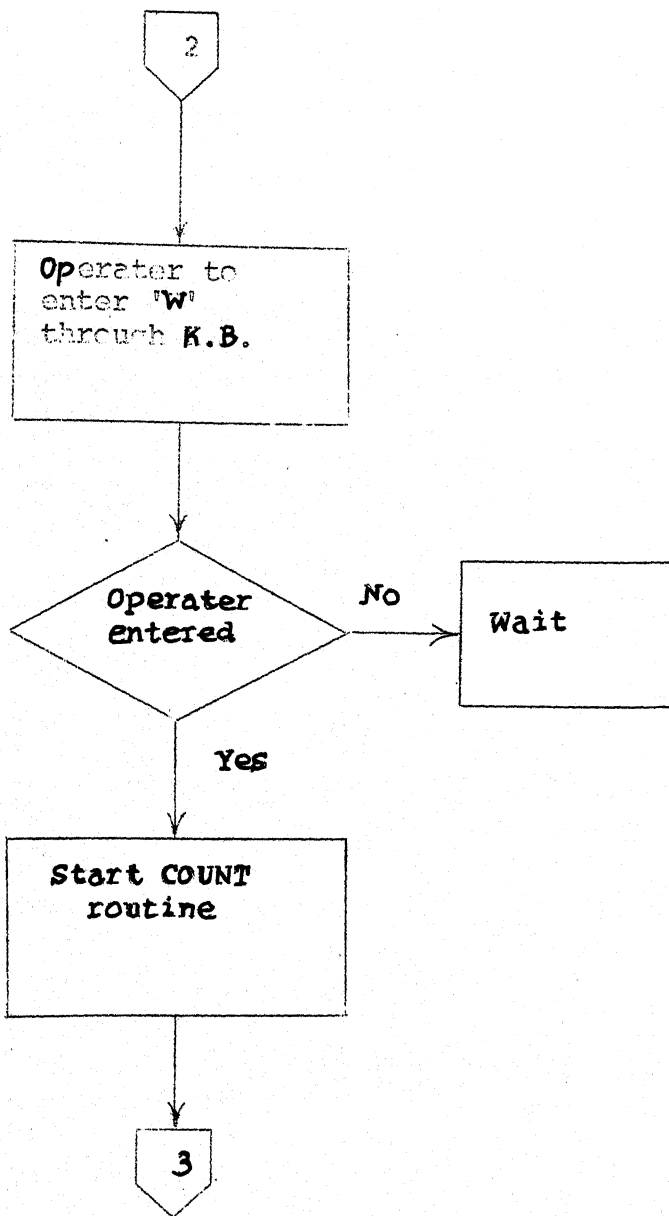 2
Operater to
enter 'W'
through K.B.
Operater
entered
No
Wait
Yes
Start COUNT
routine
3